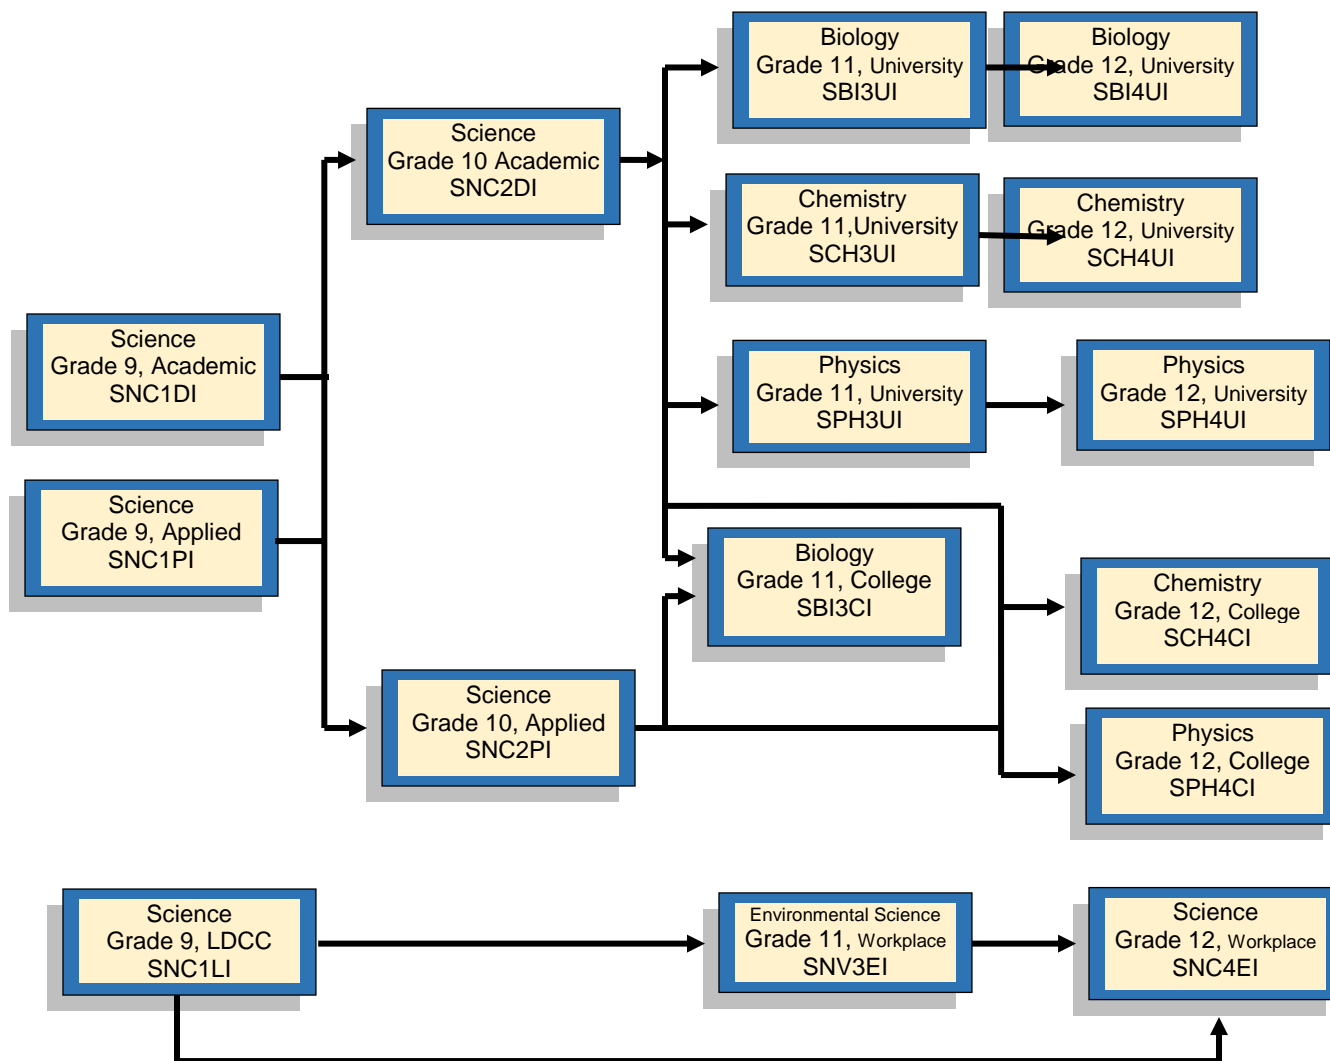 Biology
Grade 11, University
SBI3UI
Biology
Grade 12, University
SBI4UI
Science
Grade 10 Academic
SNC2DI
Chemistry
Grade 11,University
SCH3UI
Chemistry
Grade 12, University
SCH4UI
Science
Grade 9, Academic
SNC1DI
Physics
Grade 11, University
SPH3UI
Physics
Grade 12, University
SPH4UI
Science
Grade 9, Applied
SNC1PI
Biology
Grade 11, College
SBI3CI
Chemistry
Grade 12, College
SCH4CI
Science
Grade 10, Applied
SNC2PI
Physics
Grade 12, College
SPH4CI
Science
Grade 9, LDCC
SNC1LI
Environmental Science
Grade 11, Workplace
SNV3EI
Science
Grade 12, Workplace
SNC4EI